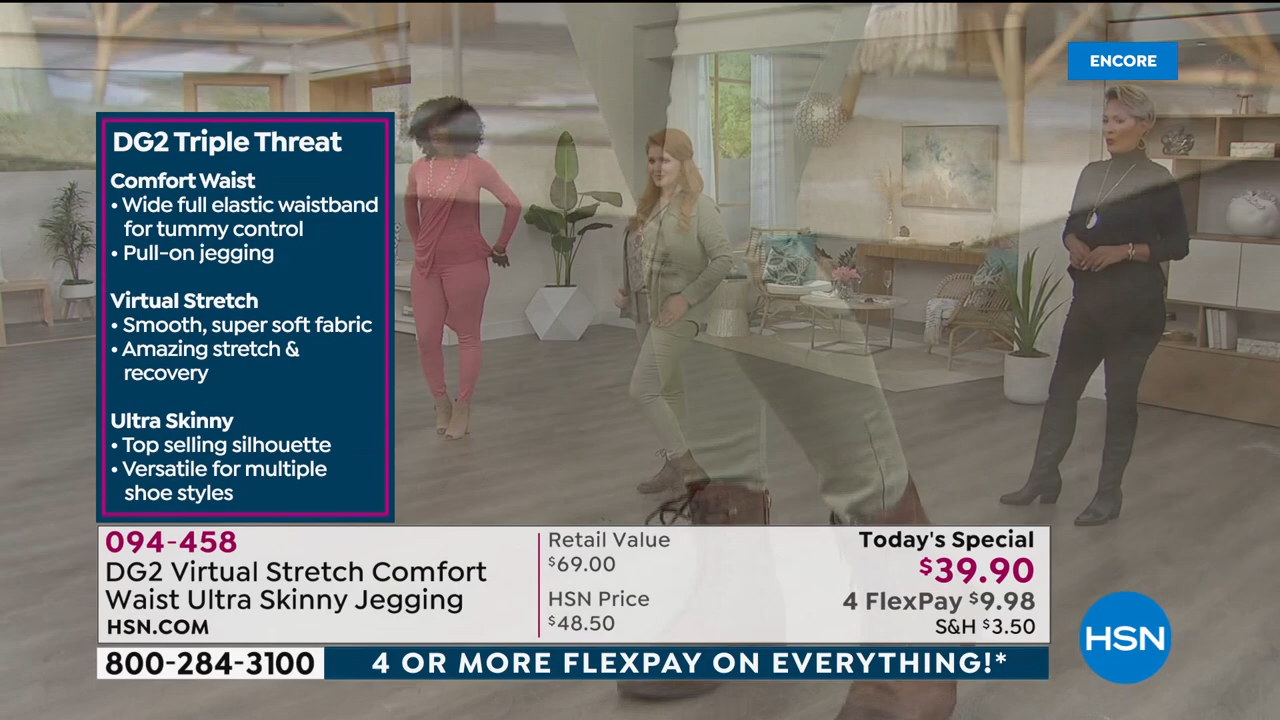 ENCORE
DG2 Triple Threat
Comfort Waist
• Wide full elastic waistband
for tummy control
• Pull-on jegging
Virtual Stretch
• Smooth, super soft fabric
• Amazing stretch &
recovery
Ultra Skinny
• Top selling silhouette
• Versatile for multiple
shoe styles
094-458
DG2 Virtual Stretch Comfort
Waist Ultra Skinny Jegging
HSN.COM
Retail Value
$69.00
HSN Price
$48.50
Today's Special
$39.90
4 FlexPay $9.98
S&H $3.50
HSN
800-284-3100
4 OR MORE FLEXPAY ON EVERYTHING!*